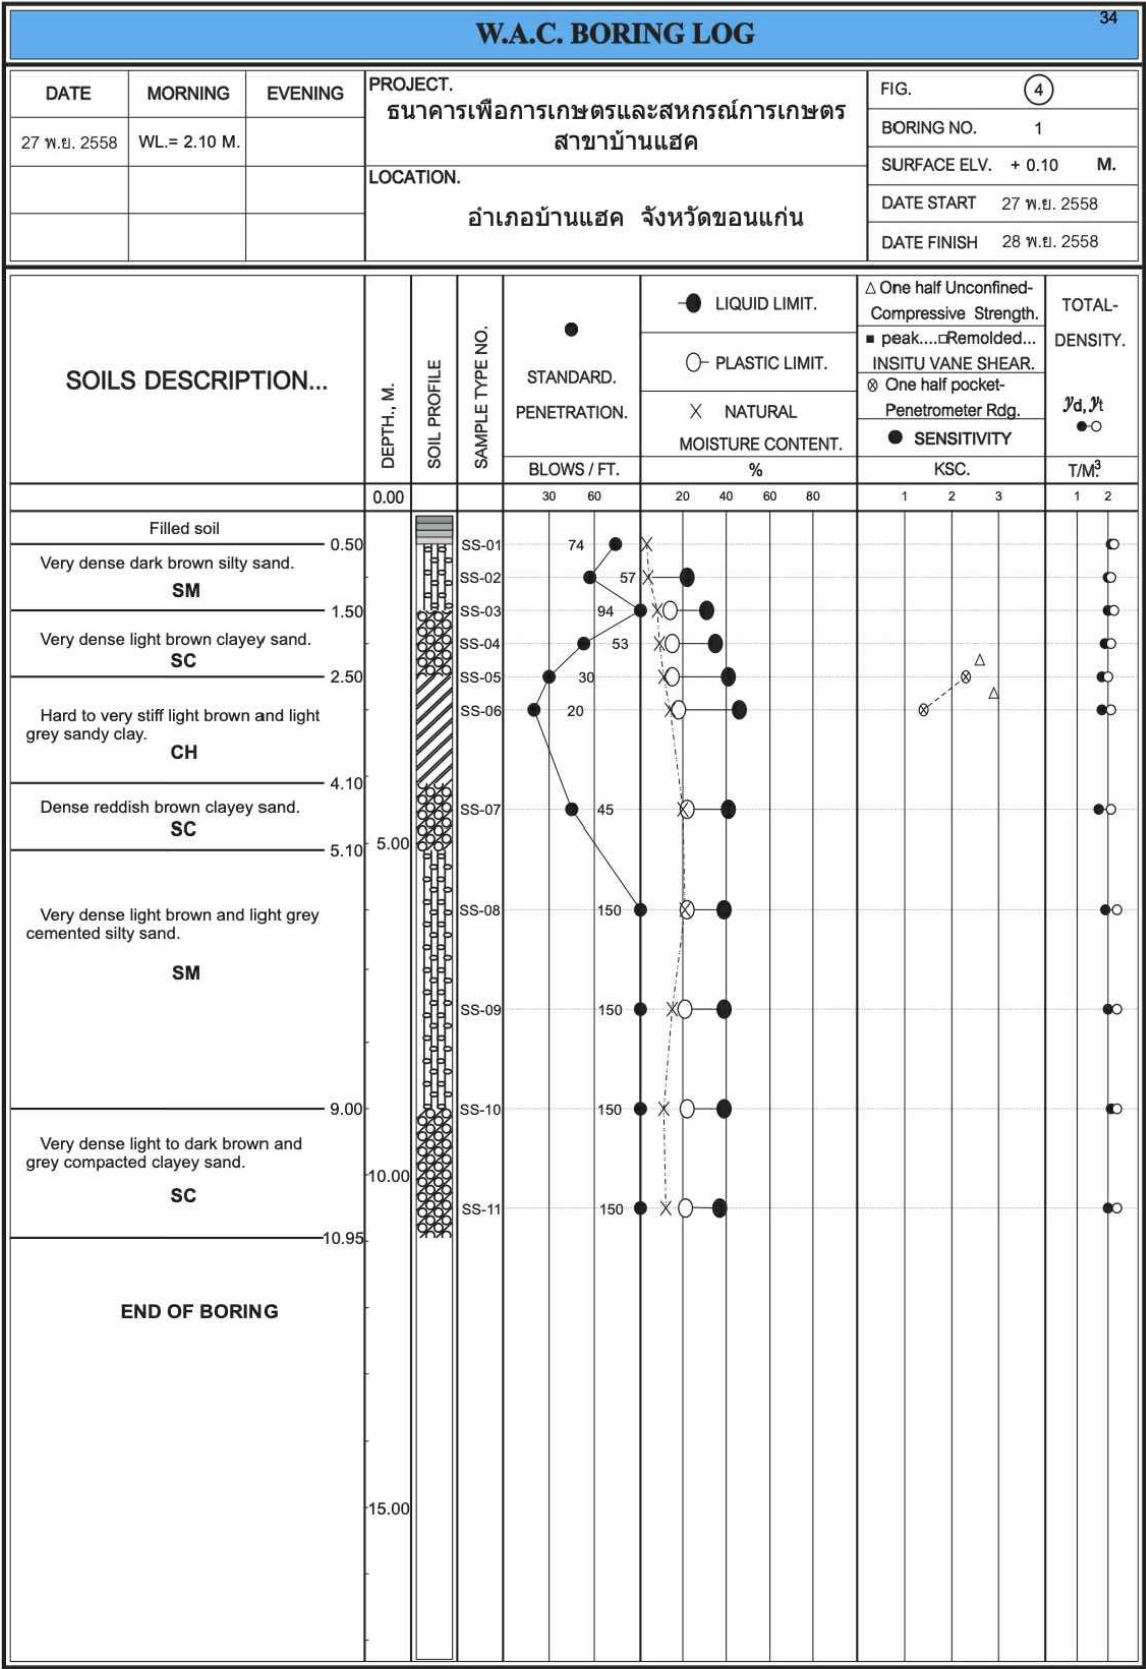 34
W.A.C. BORING LOG
DATE MORNING EVENING
27 พ.ย. 2558 WL.= 2.10 M.
PROJECT.
ธนาคารเพื่อการเกษตรและสหกรณ์การเกษตร
สาขาบ้านแฮค
LOCATION.
อำเภอบ้านแฮค จังหวัดขอนแก่น
FIG. 4
BORING NO. 1
SURFACE ELV. + 0.10 M.
DATE START 27 พ.ย. 2558
DATE FINISH 28 พ.ย. 2558
SOILS DESCRIPTION...
DEPTH., M.
SOIL PROFILE
SAMPLE TYPE NO.
STANDARD.
PENETRATION.
BLOWS / FT.
LIQUID LIMIT.
PLASTIC LIMIT.
NATURAL
MOISTURE CONTENT.
%
One half Unconfined-
Compressive Strength.
peak....□Remolded...
INSITU VANE SHEAR.
One half pocket-
Penetrometer Rdg.
SENSITIVITY
KSC.
TOTAL-
DENSITY.
γd, γt
T/M.³
0.00 30 60 20 40 60 80 1 2 3 1 2
Filled soil
0.50 SS-01 74
Very dense dark brown silty sand.
SM
SS-02 57
1.50 SS-03 94
Very dense light brown clayey sand.
SC
SS-04 53
2.50 SS-05 30
Hard to very stiff light brown and light
grey sandy clay.
CH
SS-06 20
4.10
Dense reddish brown clayey sand.
SC
SS-07 45
5.10 5.00
Very dense light brown and light grey
cemented silty sand.
SM
SS-08 150
SS-09 150
9.00 SS-10 150
Very dense light to dark brown and
grey compacted clayey sand.
SC
10.00
SS-11 150
10.95
END OF BORING
15.00